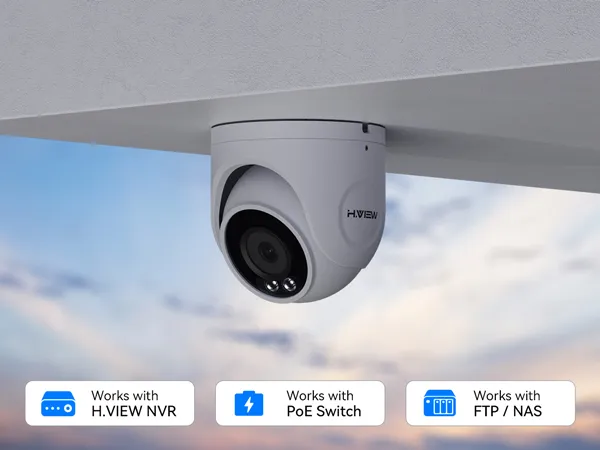 H.VIEW
Works with
H.VIEW NVR
Works with
PoE Switch
Works with
FTP / NAS